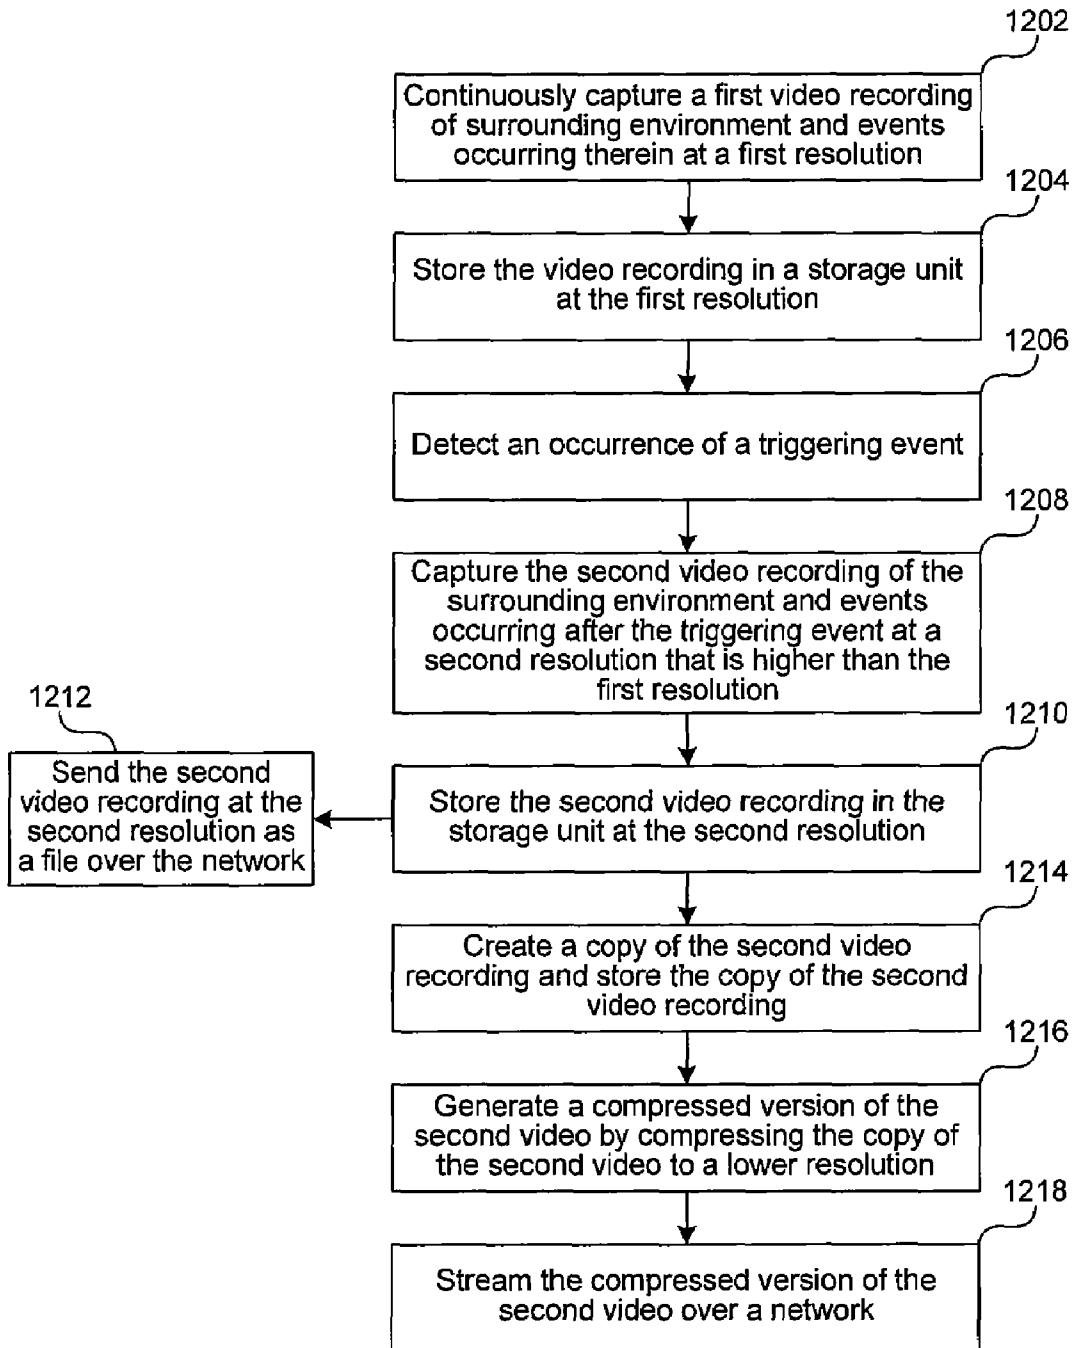 1202
Continuously capture a first video recording
of surrounding environment and events
occurring therein at a first resolution
1204
Store the video recording in a storage unit
at the first resolution
1206
Detect an occurrence of a triggering event
1208
Capture the second video recording of the
surrounding environment and events
occurring after the triggering event at a
second resolution that is higher than the
first resolution
1210
Store the second video recording in the
storage unit at the second resolution
1212
Send the second
video recording at the
second resolution as
a file over the network
1214
Create a copy of the second video
recording and store the copy of the second
video recording
1216
Generate a compressed version of the
second video by compressing the copy of
the second video to a lower resolution
1218
Stream the compressed version of the
second video over a network